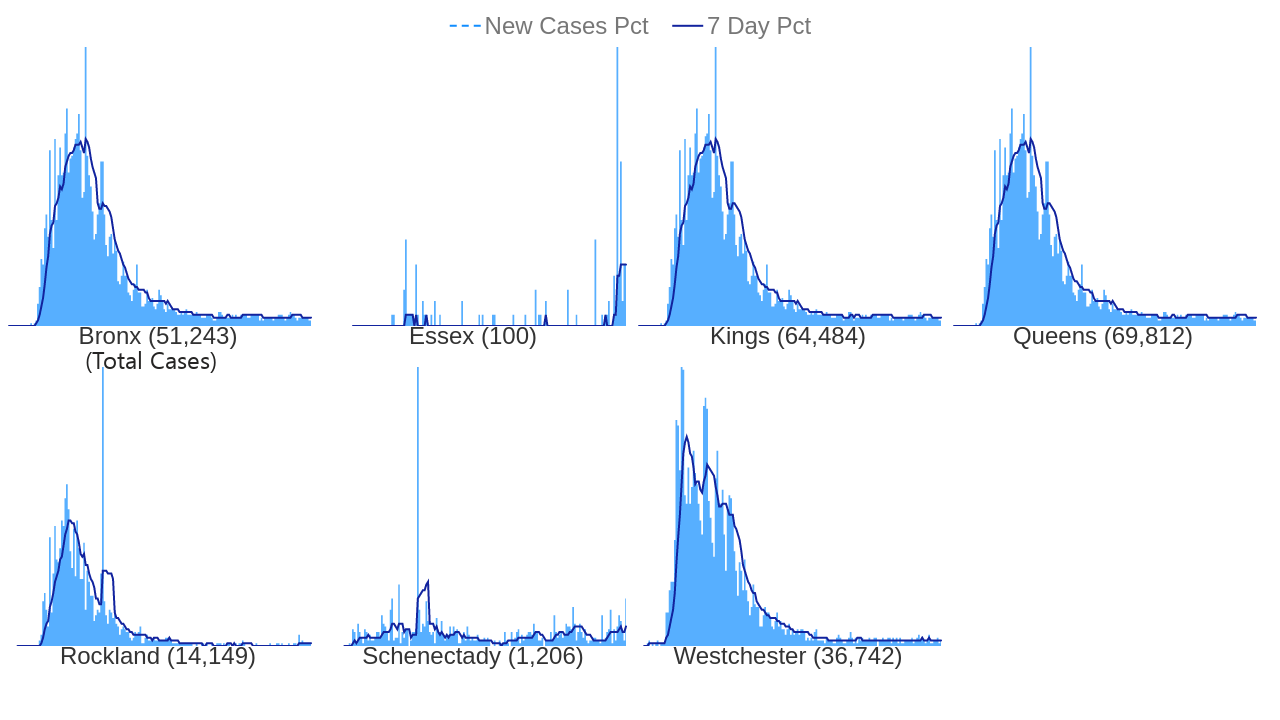 New Cases Pct 7 Day Pct
Bronx (51,243) Essex (100) Kings (64,484) Queens (69,812)
(Total Cases)
Rockland (14,149) Schenectady (1,206) Westchester (36,742)